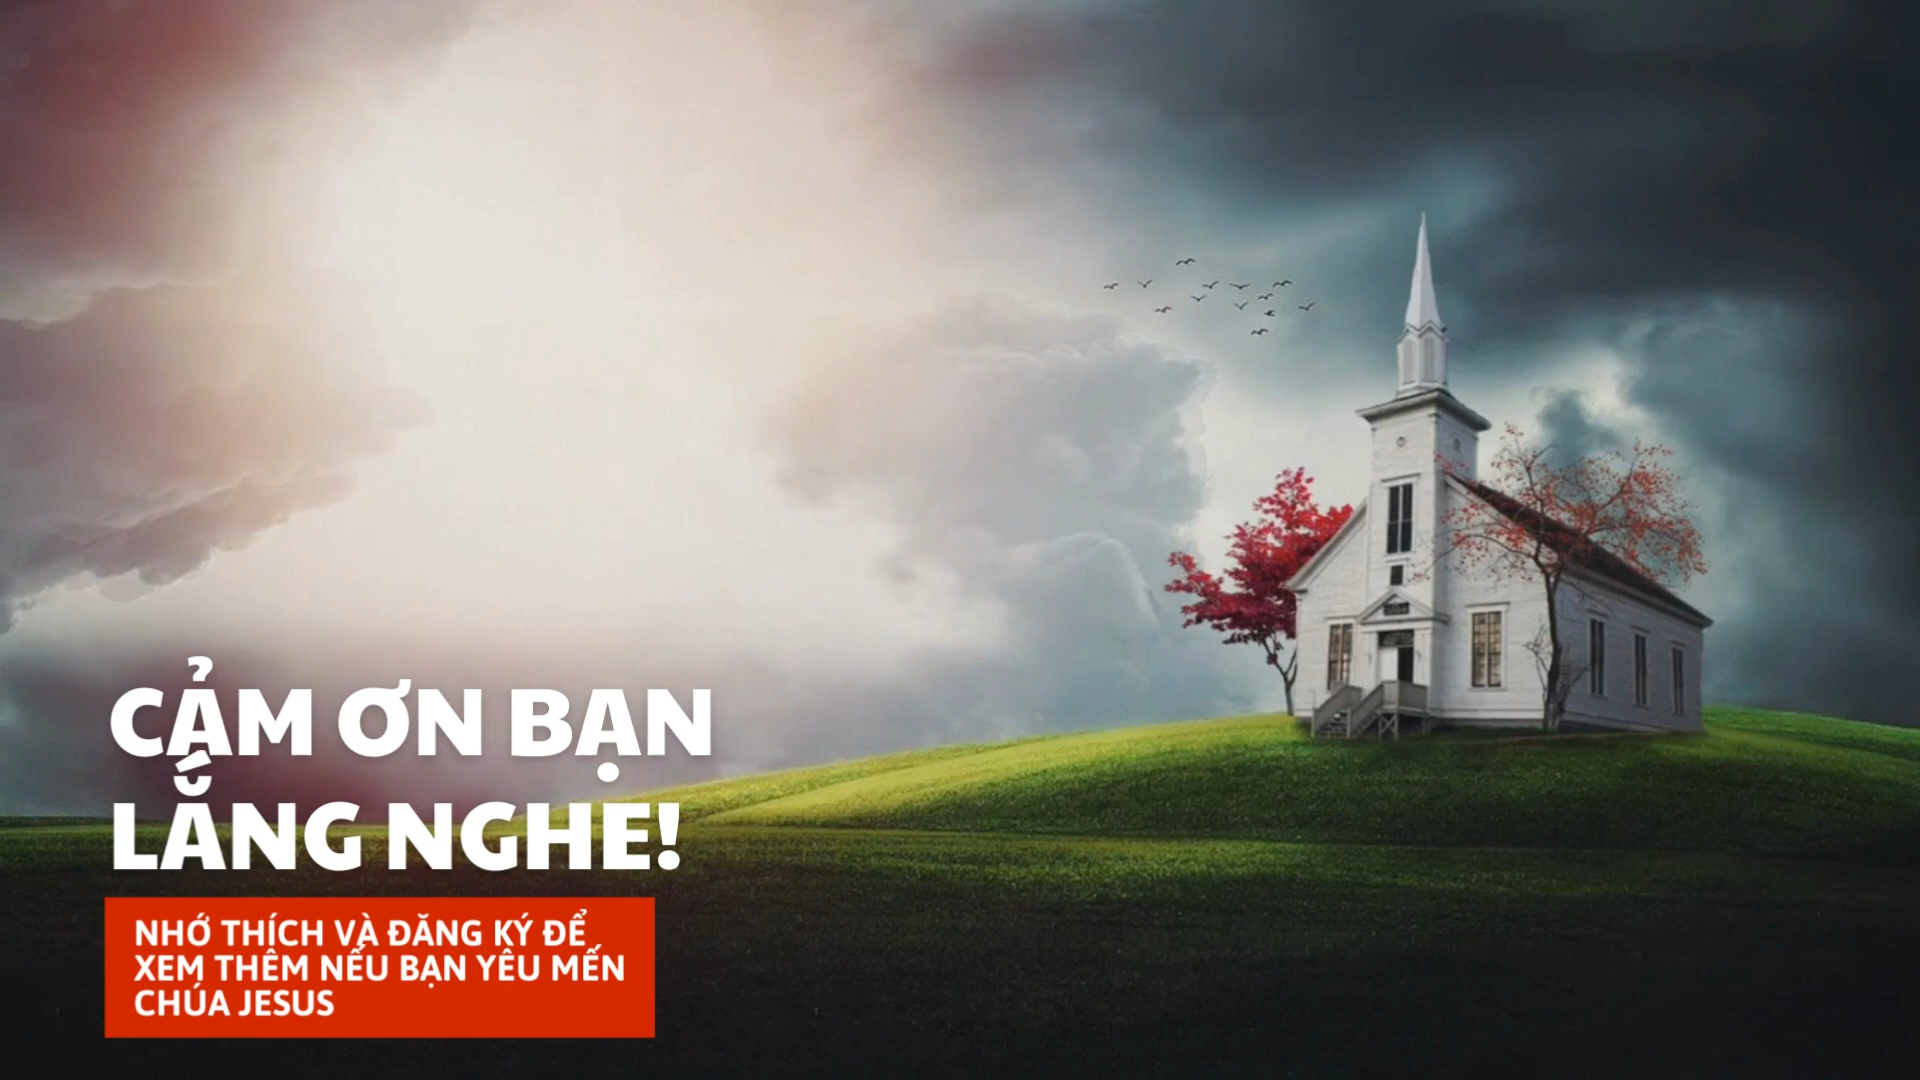 CẢM ƠN BẠN
LẮNG NGHE!
NHỚ THÍCH VÀ ĐĂNG KÝ ĐỂ
XEM THÊM NẾU BẠN YÊU MẾN
CHÚA JESUS